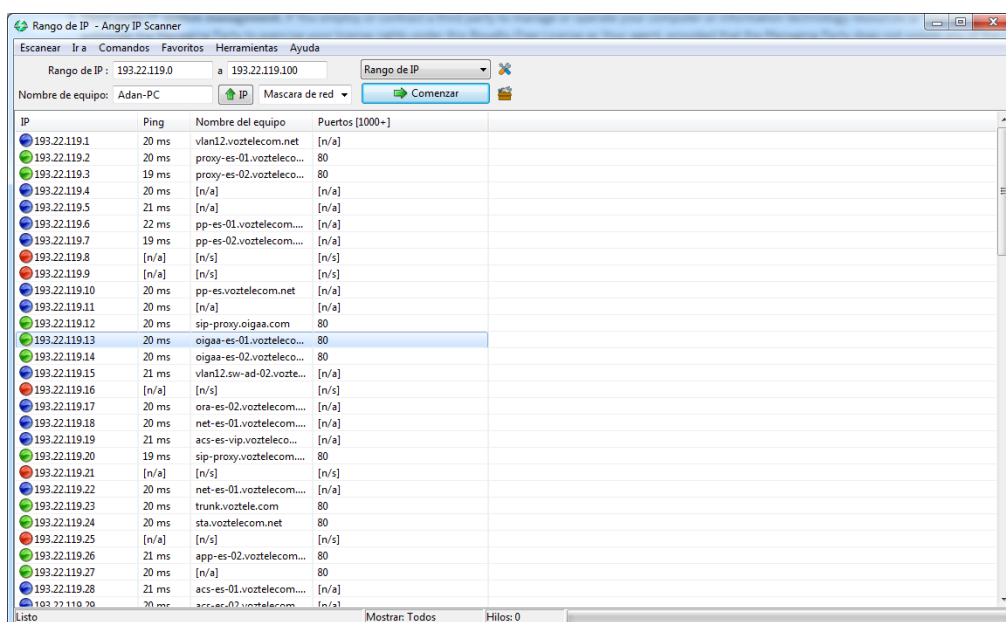 Rango de IP - Angry IP Scanner
Escanear Ir a Comandos Favoritos Herramientas Ayuda
Rango de IP : 193.22.119.0 a 193.22.119.100 Rango de IP
Nombre de equipo: Adan-PC IP Mascara de red Comenzar
IP Ping Nombre del equipo Puertos [1000+]
193.22.119.1 20 ms vlan12.voztelecom.net [n/a]
193.22.119.2 20 ms proxy-es-01.vozteleco... 80
193.22.119.3 19 ms proxy-es-02.vozteleco... 80
193.22.119.4 20 ms [n/a] [n/a]
193.22.119.5 21 ms [n/a] [n/a]
193.22.119.6 22 ms pp-es-01.voztelecom.... [n/a]
193.22.119.7 19 ms pp-es-02.voztelecom.... [n/a]
193.22.119.8 [n/a] [n/s] [n/s]
193.22.119.9 [n/a] [n/s] [n/s]
193.22.119.10 20 ms pp-es.voztelecom.net [n/a]
193.22.119.11 20 ms [n/a] [n/a]
193.22.119.12 20 ms sip-proxy.oigaa.com 80
193.22.119.13 20 ms oigaa-es-01.vozteleco... 80
193.22.119.14 20 ms oigaa-es-02.vozteleco... 80
193.22.119.15 21 ms vlan12.sw-ad-02.vozte... [n/a]
193.22.119.16 [n/a] [n/s] [n/s]
193.22.119.17 20 ms ora-es-02.voztelecom.... [n/a]
193.22.119.18 20 ms net-es-01.voztelecom.... [n/a]
193.22.119.19 21 ms acs-es-vip.vozteleco... [n/a]
193.22.119.20 19 ms sip-proxy.voztelecom.... 80
193.22.119.21 [n/a] [n/s] [n/s]
193.22.119.22 20 ms net-es-01.voztelecom.... [n/a]
193.22.119.23 20 ms trunk.voztele.com 80
193.22.119.24 20 ms sta.voztelecom.net 80
193.22.119.25 [n/a] [n/s] [n/s]
193.22.119.26 21 ms app-es-02.voztelecom... 80
193.22.119.27 20 ms [n/a] 80
193.22.119.28 21 ms acs-es-01.voztelecom.... [n/a]
193.22.119.29 20 ms acs-es-02.voztelecom... [n/a]
Listo Mostrar: Todos Hilos: 0